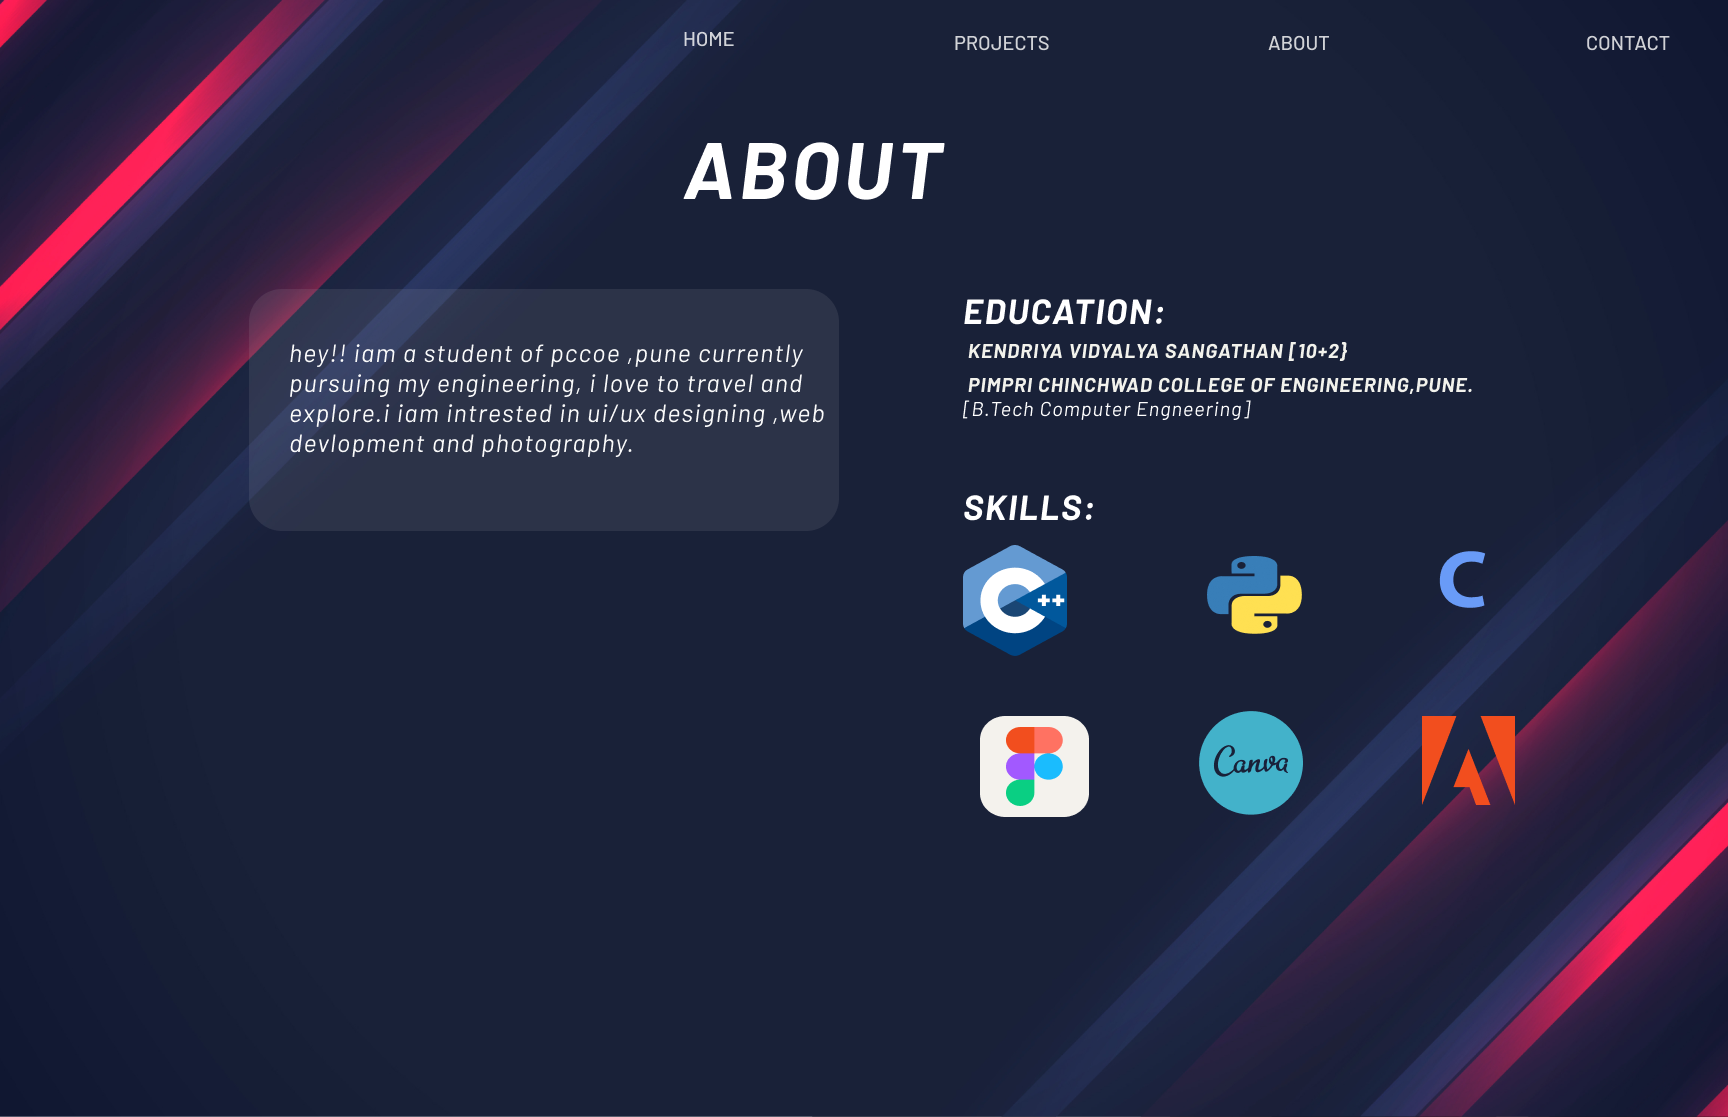 HOME PROJECTS ABOUT CONTACT
ABOUT
hey!! iam a student of pccoe ,pune currently
pursuing my engineering, i love to travel and
explore.i iam intrested in ui/ux designing ,web
devlopment and photography.
EDUCATION:
KENDRIYA VIDYALYA SANGATHAN [10+2}
PIMPRI CHINCHWAD COLLEGE OF ENGINEERING,PUNE.
[B.Tech Computer Engneering]
SKILLS:
C++ C
Canva